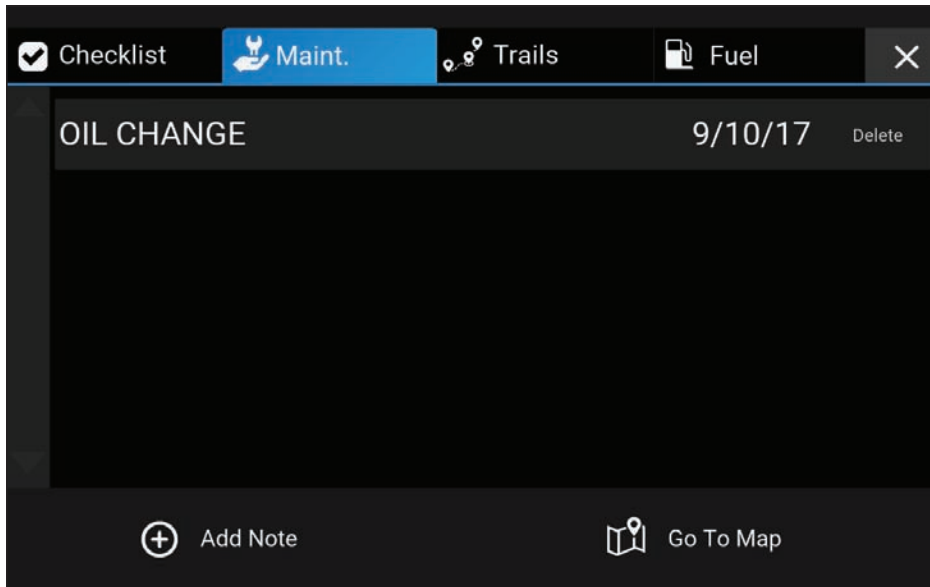 Checklist Maint. Trails Fuel
OIL CHANGE 9/10/17 Delete
Add Note Go To Map